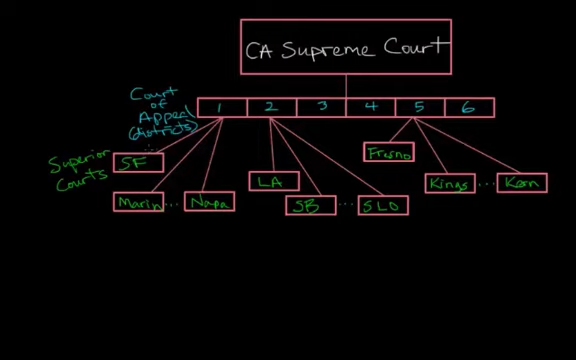 CA Supreme Court
Court
of
Appeal
(districts)
1 2 3 4 5 6
Superior
Courts
SF
Marin ... Napa
LA
SB ... SLO
Fresno
Kings ... Kern